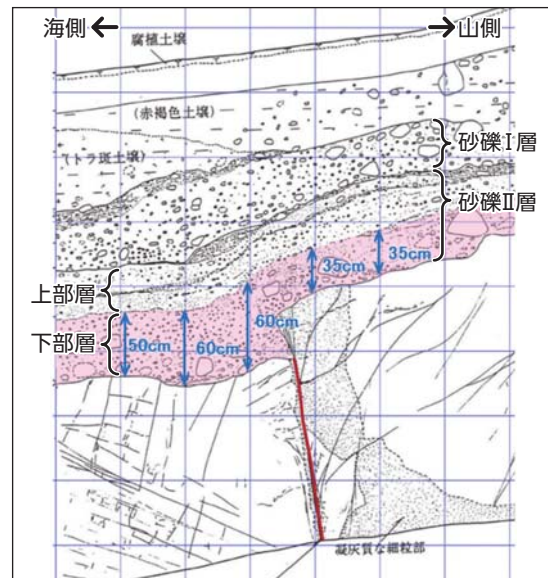 海側 ←
→ 山側
腐植土壌
(赤褐色土壌)
(トラ斑土壌)
砂礫Ⅰ層
砂礫Ⅱ層
上部層
下部層
35cm
35cm
60cm
50cm
60cm
凝灰質な細粒部